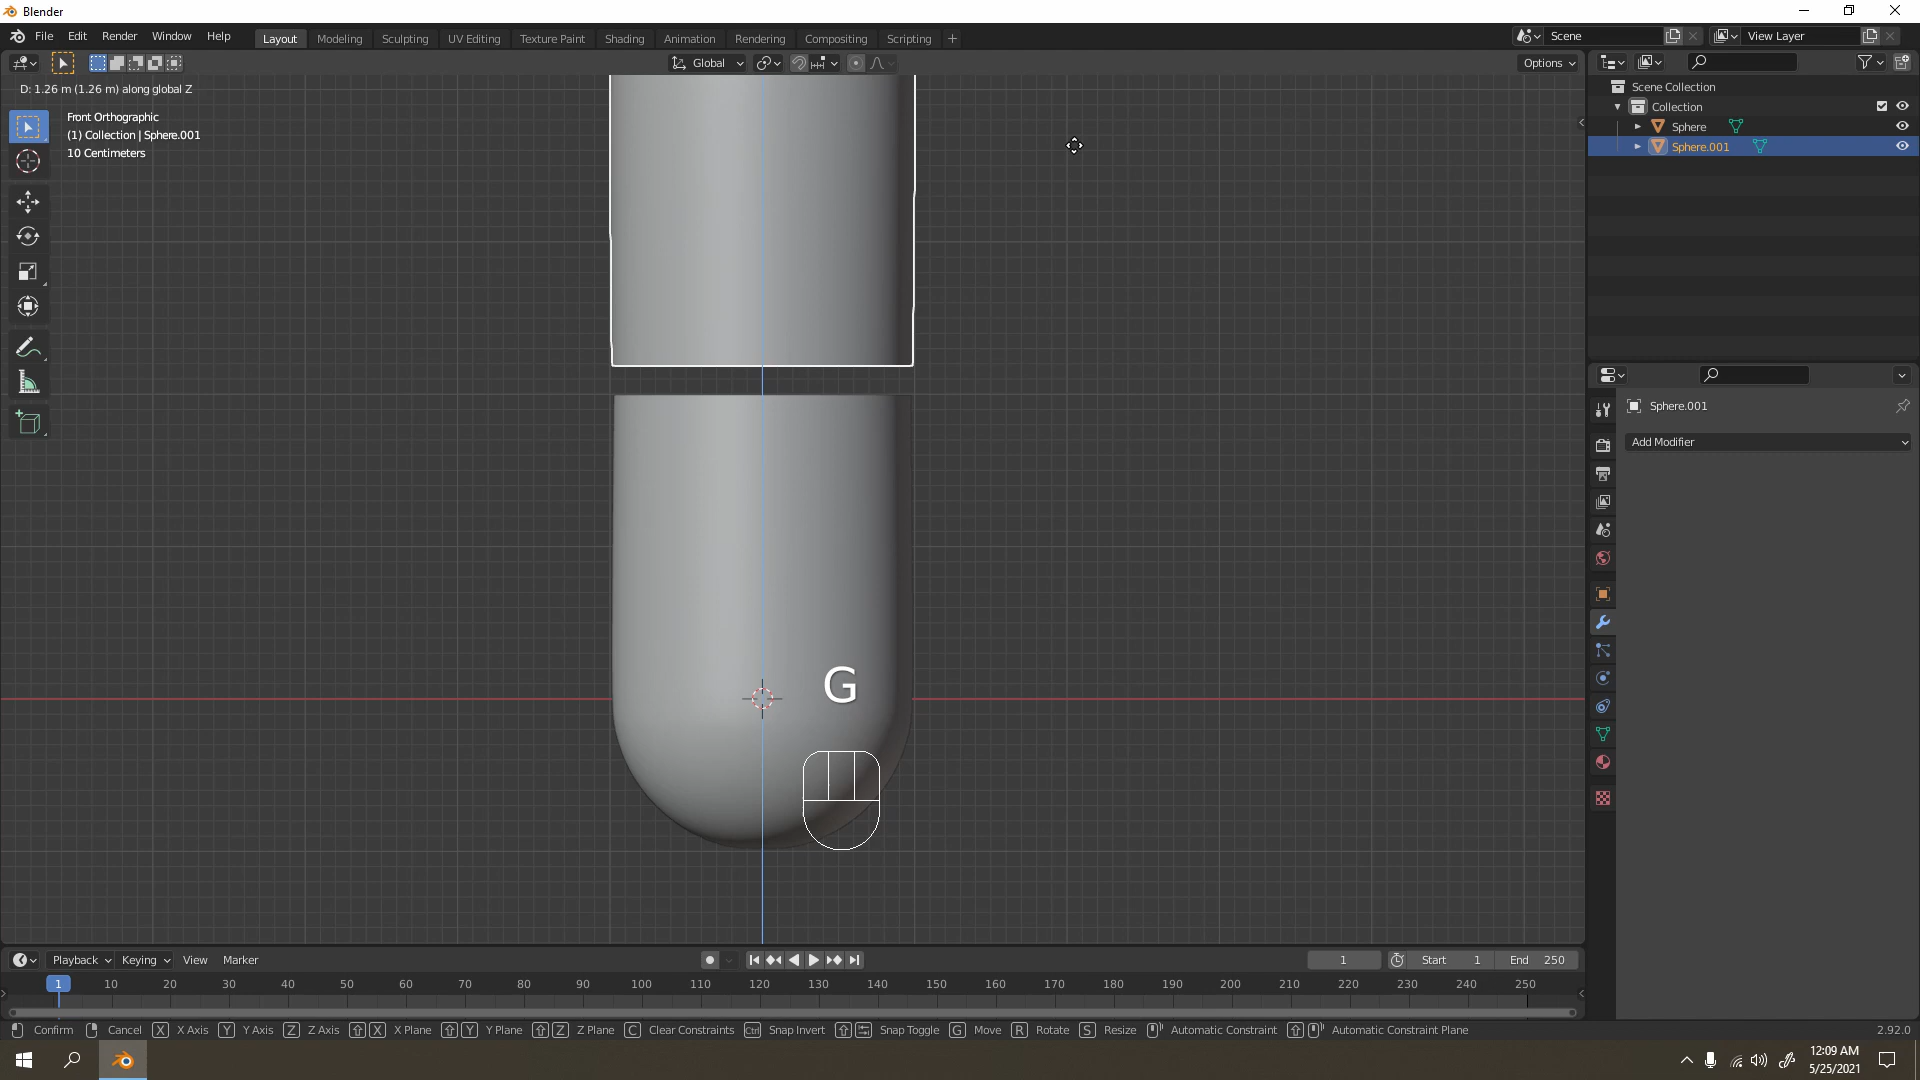 Blender
File Edit Render Window Help
Layout Modeling Sculpting UV Editing Texture Paint Shading Animation Rendering Compositing Scripting +
Scene
View Layer
Global
Options
D: 1.26 m (1.26 m) along global Z
Front Orthographic
(1) Collection | Sphere.001
10 Centimeters
Scene Collection
Collection
Sphere
Sphere.001
Sphere.001
Add Modifier
G
Playback Keying View Marker
1 Start 1 End 250
1 10 20 30 40 50 60 70 80 90 100 110 120 130 140 150 160 170 180 190 200 210 220 230 240 250
Confirm Cancel X X Axis Y Y Axis Z Z Axis X X Plane Y Y Plane Z Z Plane C Clear Constraints Ctrl Snap Invert Snap Toggle G Move R Rotate S Resize Automatic Constraint Automatic Constraint Plane 2.92.0
12:09 AM
5/25/2021